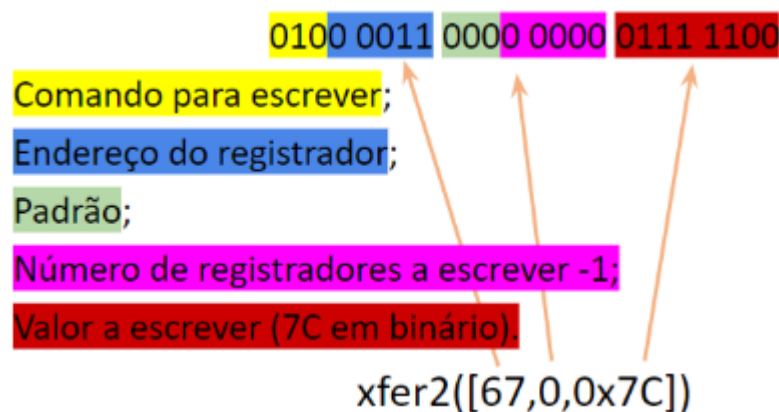 0100 0011 0000 0000 0111 1100
Comando para escrever;
Endereço do registrador;
Padrão;
Número de registradores a escrever -1;
Valor a escrever (7C em binário).
xfer2([67,0,0x7C])